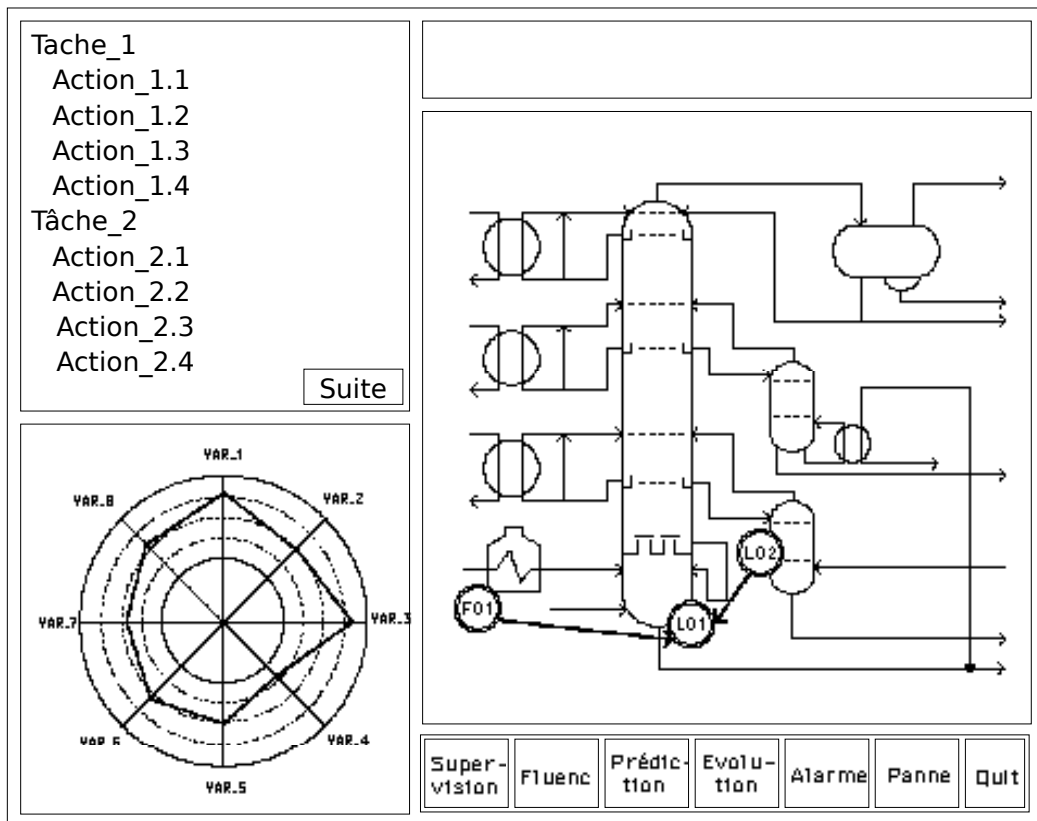 Tache_1
Action_1.1
Action_1.2
Action_1.3
Action_1.4
Tâche_2
Action_2.1
Action_2.2
Action_2.3
Action_2.4
Suite
VAR_1
VAR_8
VAR_2
VAR_7
VAR_3
VAR_6
VAR_4
VAR_5
L02
F01
L01
Super-
vision
Fluenc
Prédic-
tion
Evolu-
tion
Alarme
Panne
Quit